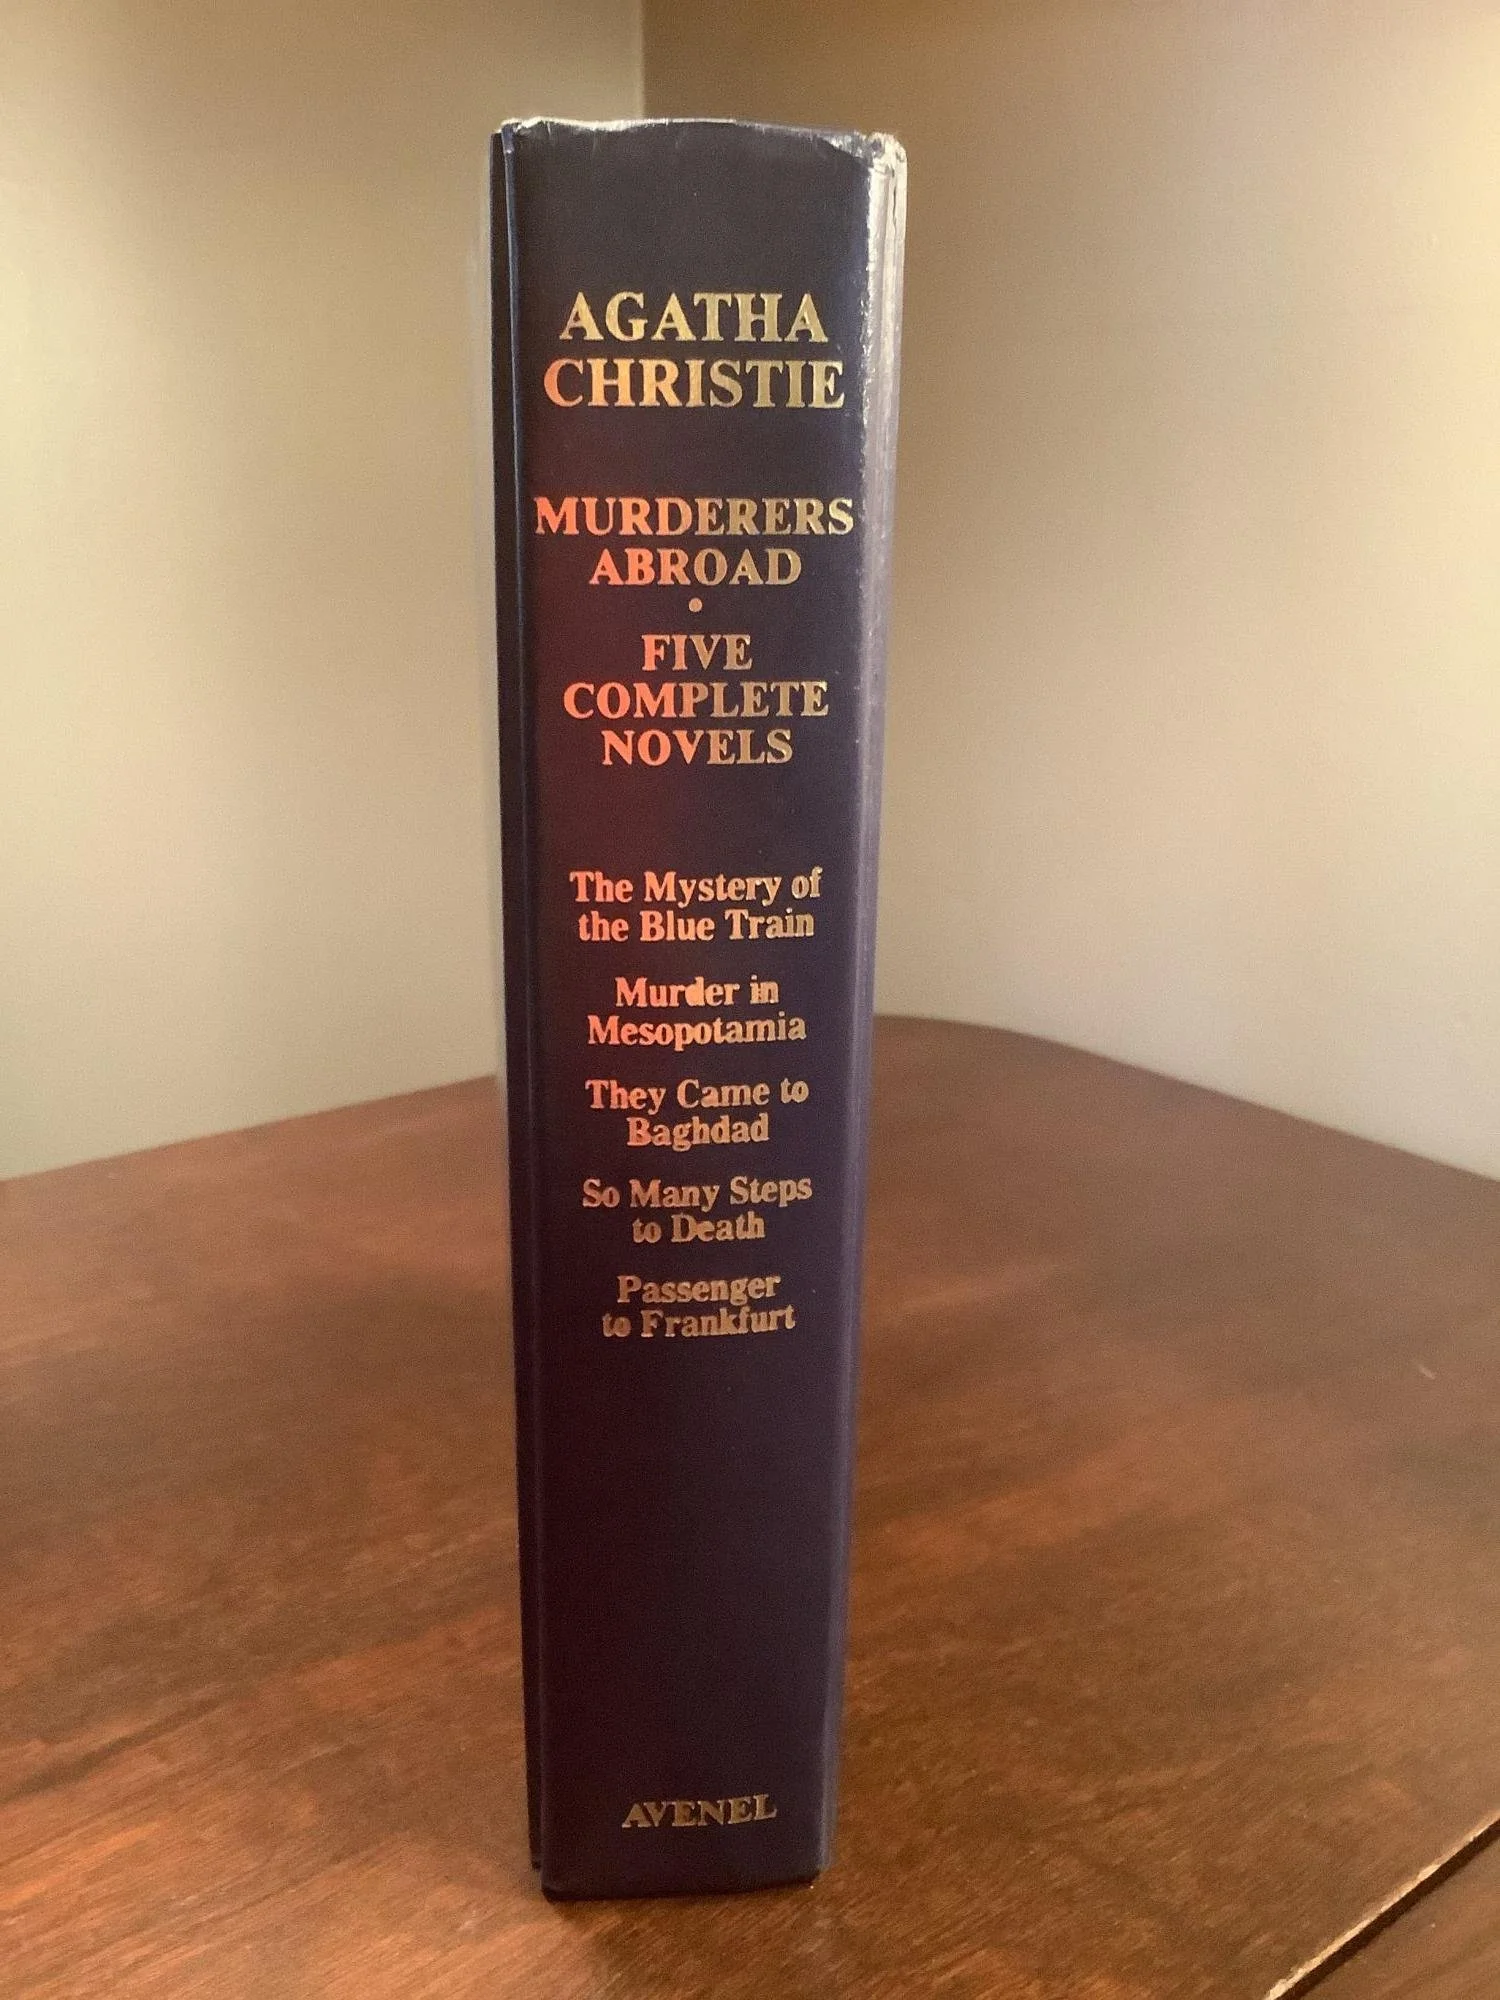 AGATHA
CHRISTIE
MURDERERS
ABROAD
•
FIVE
COMPLETE
NOVELS
The Mystery of
the Blue Train
Murder in
Mesopotamia
They Came to
Baghdad
So Many Steps
to Death
Passenger
to Frankfurt
AVENEL